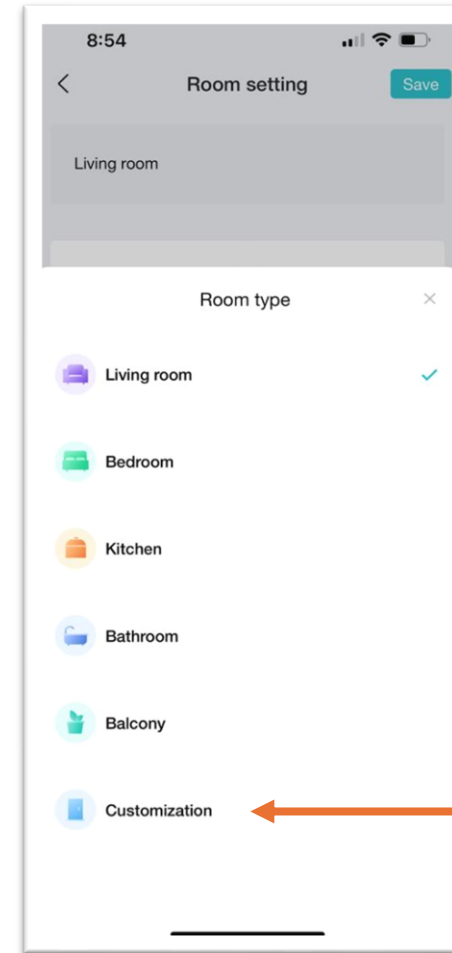 8:54
Room setting
Save
Living room
Room type
Living room
Bedroom
Kitchen
Bathroom
Balcony
Customization